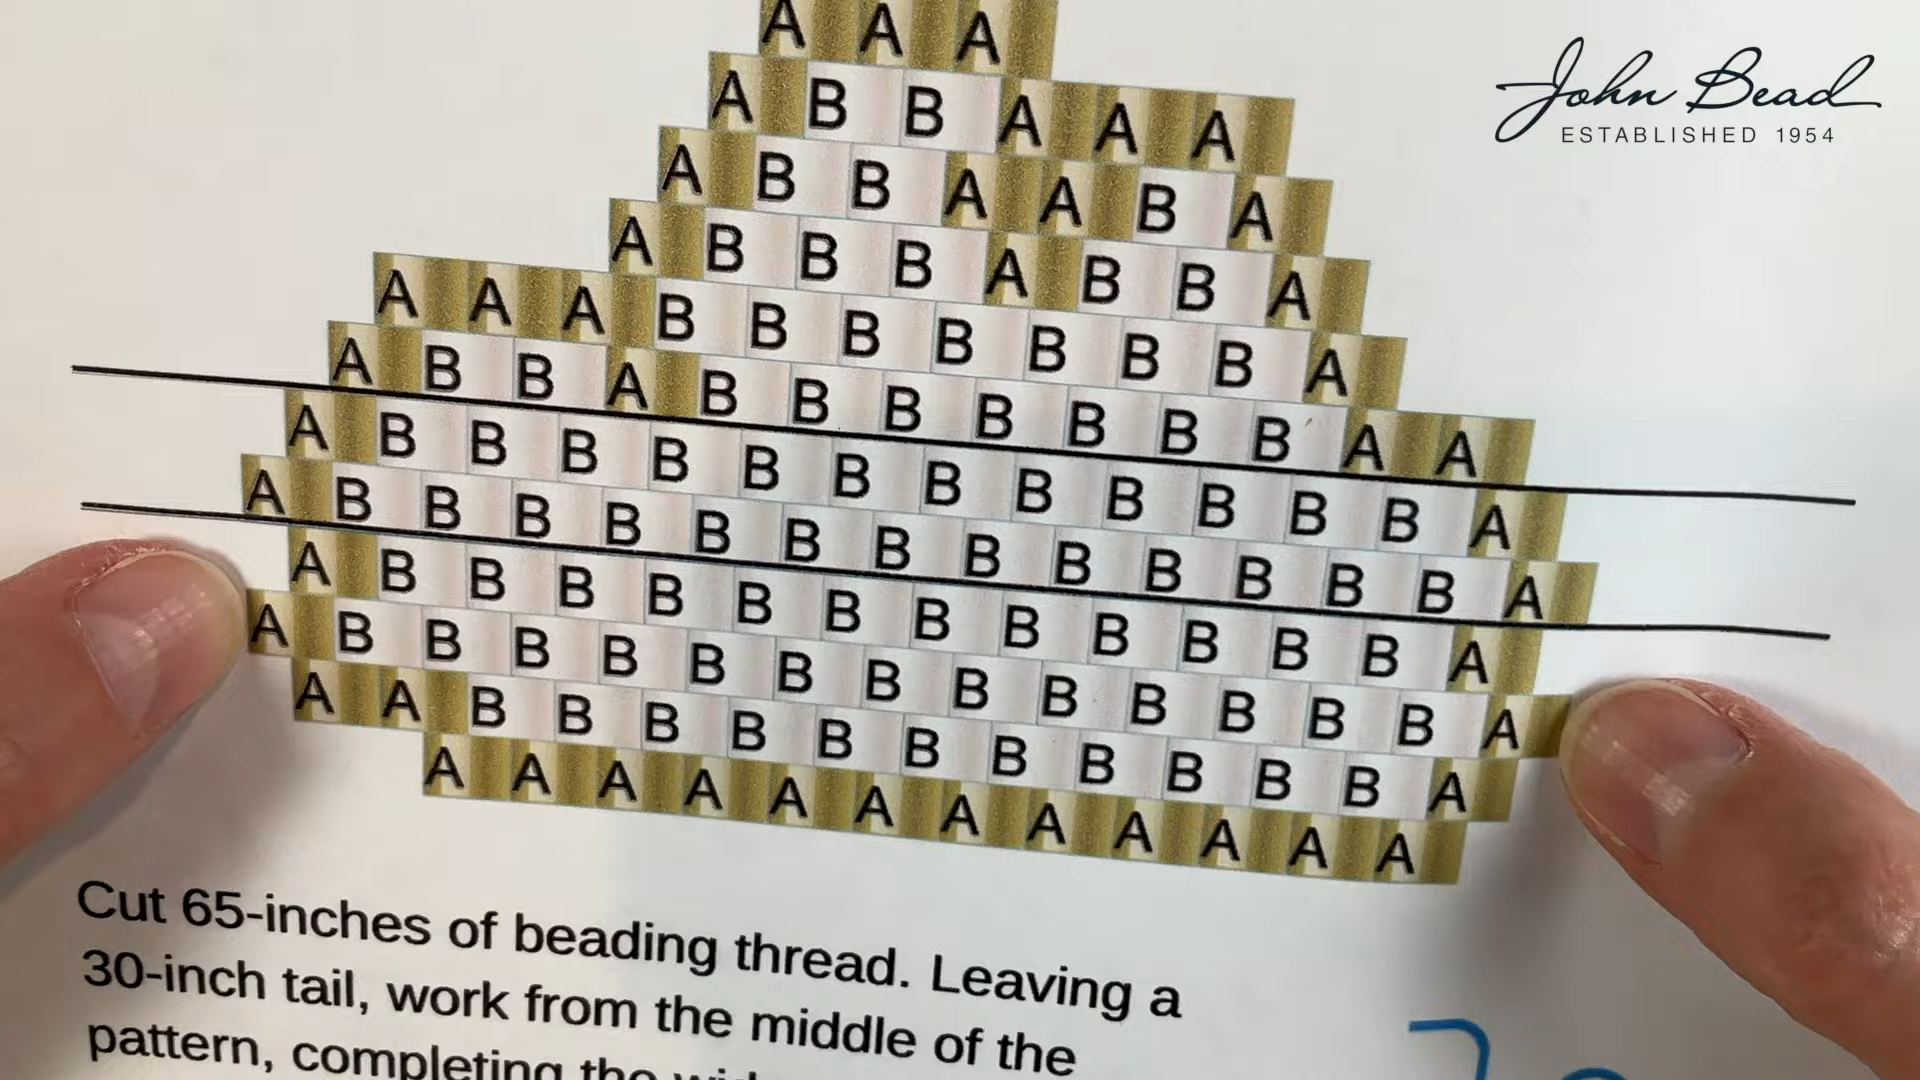 John Bead
ESTABLISHED 1954
A A A
A B B A A A
A B B A A B A
A B B B A B B A
A A A B B B B B B B A
A B B A B B B B B B B A A
A B B B B B B B B B B B B A
A B B B B B B B B B B B B B A
A B B B B B B B B B B B B A
A B B B B B B B B B B B B B A
A A B B B B B B B B B B B A
A A A A A A A A A A A A
Cut 65-inches of beading thread. Leaving a
30-inch tail, work from the middle of the
pattern, completing the